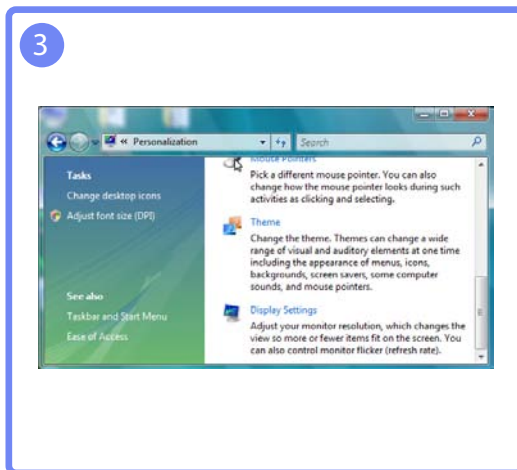 3
« Personalization
Search
Tasks
Change desktop icons
Adjust font size (DPI)
See also
Taskbar and Start Menu
Ease of Access
Mouse Pointers
Pick a different mouse pointer. You can also
change how the mouse pointer looks during such
activities as clicking and selecting.
Theme
Change the theme. Themes can change a wide
range of visual and auditory elements at one time
including the appearance of menus, icons,
backgrounds, screen savers, some computer
sounds, and mouse pointers.
Display Settings
Adjust your monitor resolution, which changes the
view so more or fewer items fit on the screen. You
can also control monitor flicker (refresh rate).